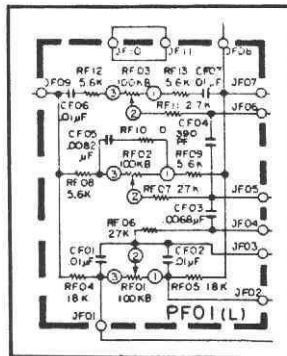 JF10 JF11 JF08
JF09 RF12 RF03 RF13 CF07 JF07
5.6K 100KB 5.6K .01µF
3 1
CF06 RF11 2.7K JF06
.01µF 2
CF05 RF10 0 CF04
.0082 390
µF RF02 PF
100KB RF09
3 1 5.6K
RF08 2 RF07 27K JF05
5.6K CF03
RF06 .0068µF JF04
27K
CF01 2 CF02 JF03
.01µF .01µF
3 1
RF04 RF01 RF05 18K JF02
18K 100KB
JF01 PF01(L)